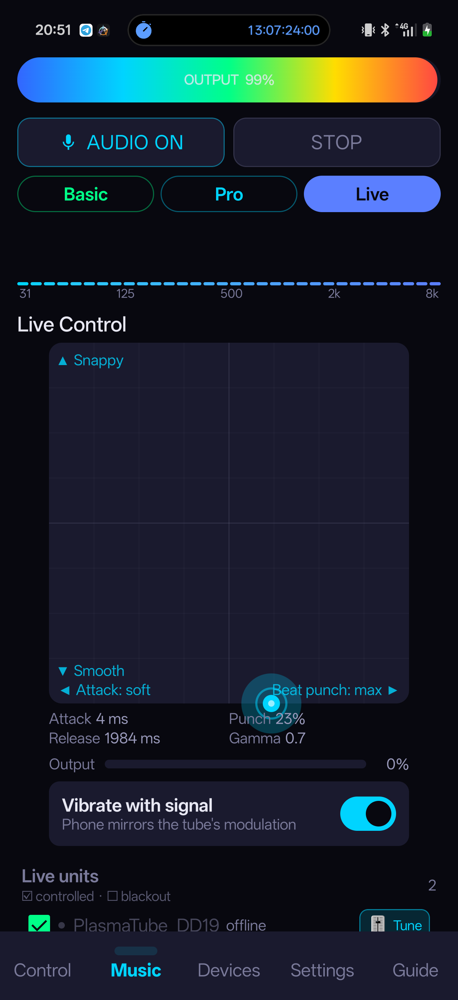 20:51 13:07:24:00 4G
OUTPUT 99%
AUDIO ON STOP
Basic Pro Live
31 125 500 2k 8k
Live Control
▲ Snappy
▼ Smooth
◄ Attack: soft Beat punch: max ►
Attack 4 ms Punch 23%
Release 1984 ms Gamma 0.7
Output 0%
Vibrate with signal
Phone mirrors the tube's modulation
Live units
2
☑ controlled · ☐ blackout
PlasmaTube_DD19 offline Tune
Control Music Devices Settings Guide